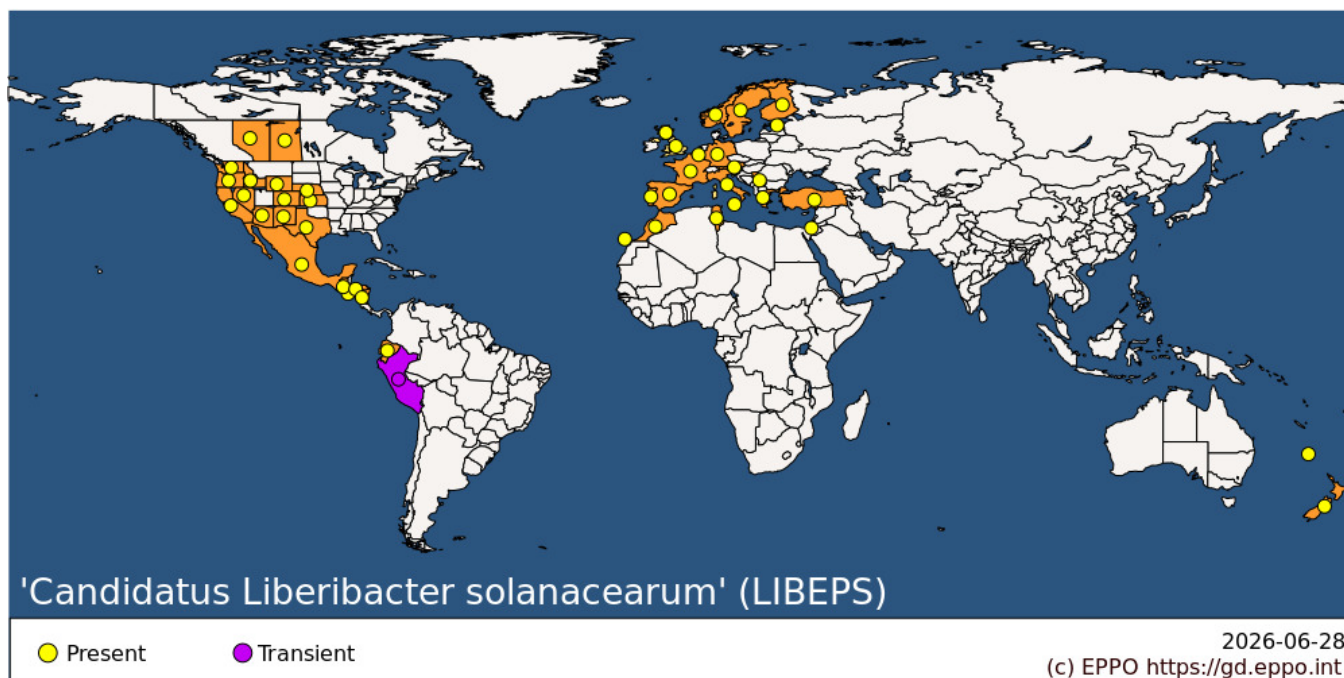 'Candidatus Liberibacter solanacearum' (LIBEPS)
Present
Transient
2026-06-28
(c) EPPO https://gd.eppo.int